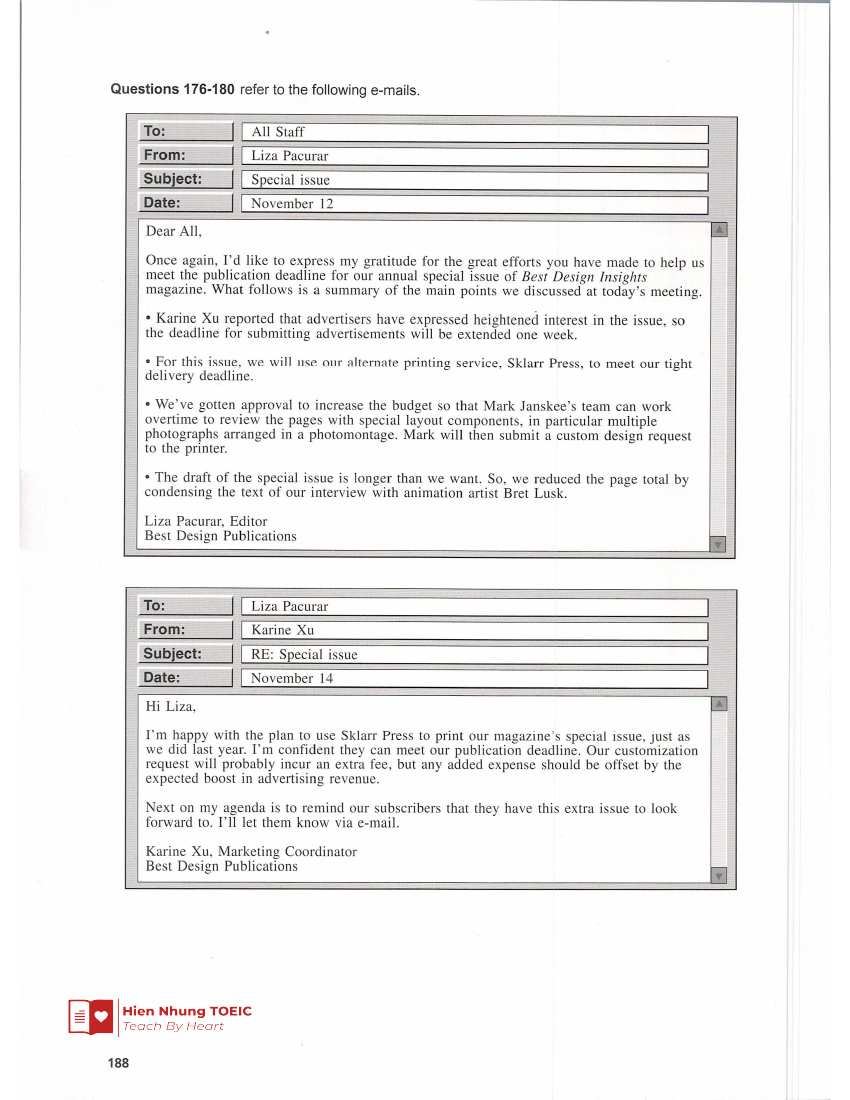 Questions 176-180 refer to the following e-mails.
To: All Staff
From: Liza Pacurar
Subject: Special issue
Date: November 12
Dear All,
Once again, I'd like to express my gratitude for the great efforts you have made to help us
meet the publication deadline for our annual special issue of Best Design Insights
magazine. What follows is a summary of the main points we discussed at today's meeting.
• Karine Xu reported that advertisers have expressed heightened interest in the issue, so
the deadline for submitting advertisements will be extended one week.
• For this issue, we will use our alternate printing service, Sklarr Press, to meet our tight
delivery deadline.
• We've gotten approval to increase the budget so that Mark Janskee's team can work
overtime to review the pages with special layout components, in particular multiple
photographs arranged in a photomontage. Mark will then submit a custom design request
to the printer.
• The draft of the special issue is longer than we want. So, we reduced the page total by
condensing the text of our interview with animation artist Bret Lusk.
Liza Pacurar, Editor
Best Design Publications
To: Liza Pacurar
From: Karine Xu
Subject: RE: Special issue
Date: November 14
Hi Liza,
I'm happy with the plan to use Sklarr Press to print our magazine's special issue, just as
we did last year. I'm confident they can meet our publication deadline. Our customization
request will probably incur an extra fee, but any added expense should be offset by the
expected boost in advertising revenue.
Next on my agenda is to remind our subscribers that they have this extra issue to look
forward to. I'll let them know via e-mail.
Karine Xu, Marketing Coordinator
Best Design Publications
Hien Nhung TOEIC
Teach By Heart
188